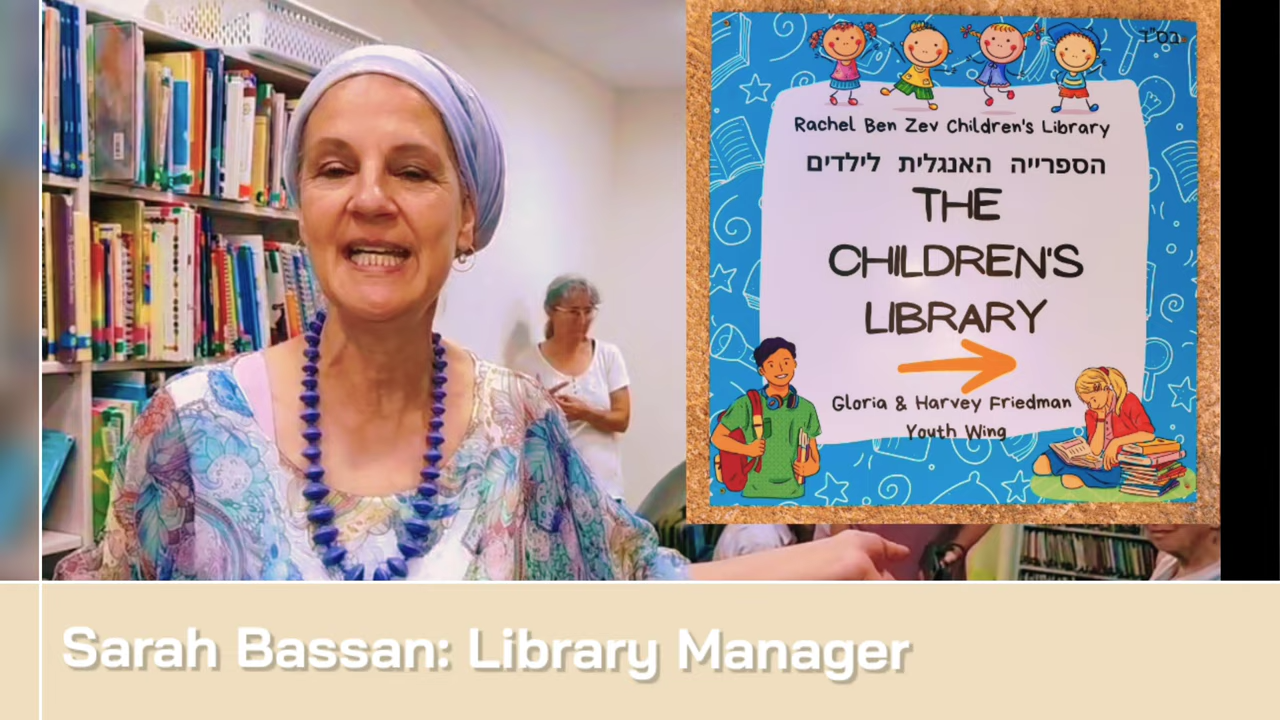 בס"ד
Rachel Ben Zev Children's Library
הספרייה האנגלית לילדים
THE
CHILDREN'S
LIBRARY
Gloria & Harvey Friedman
Youth Wing
Sarah Bassan: Library Manager